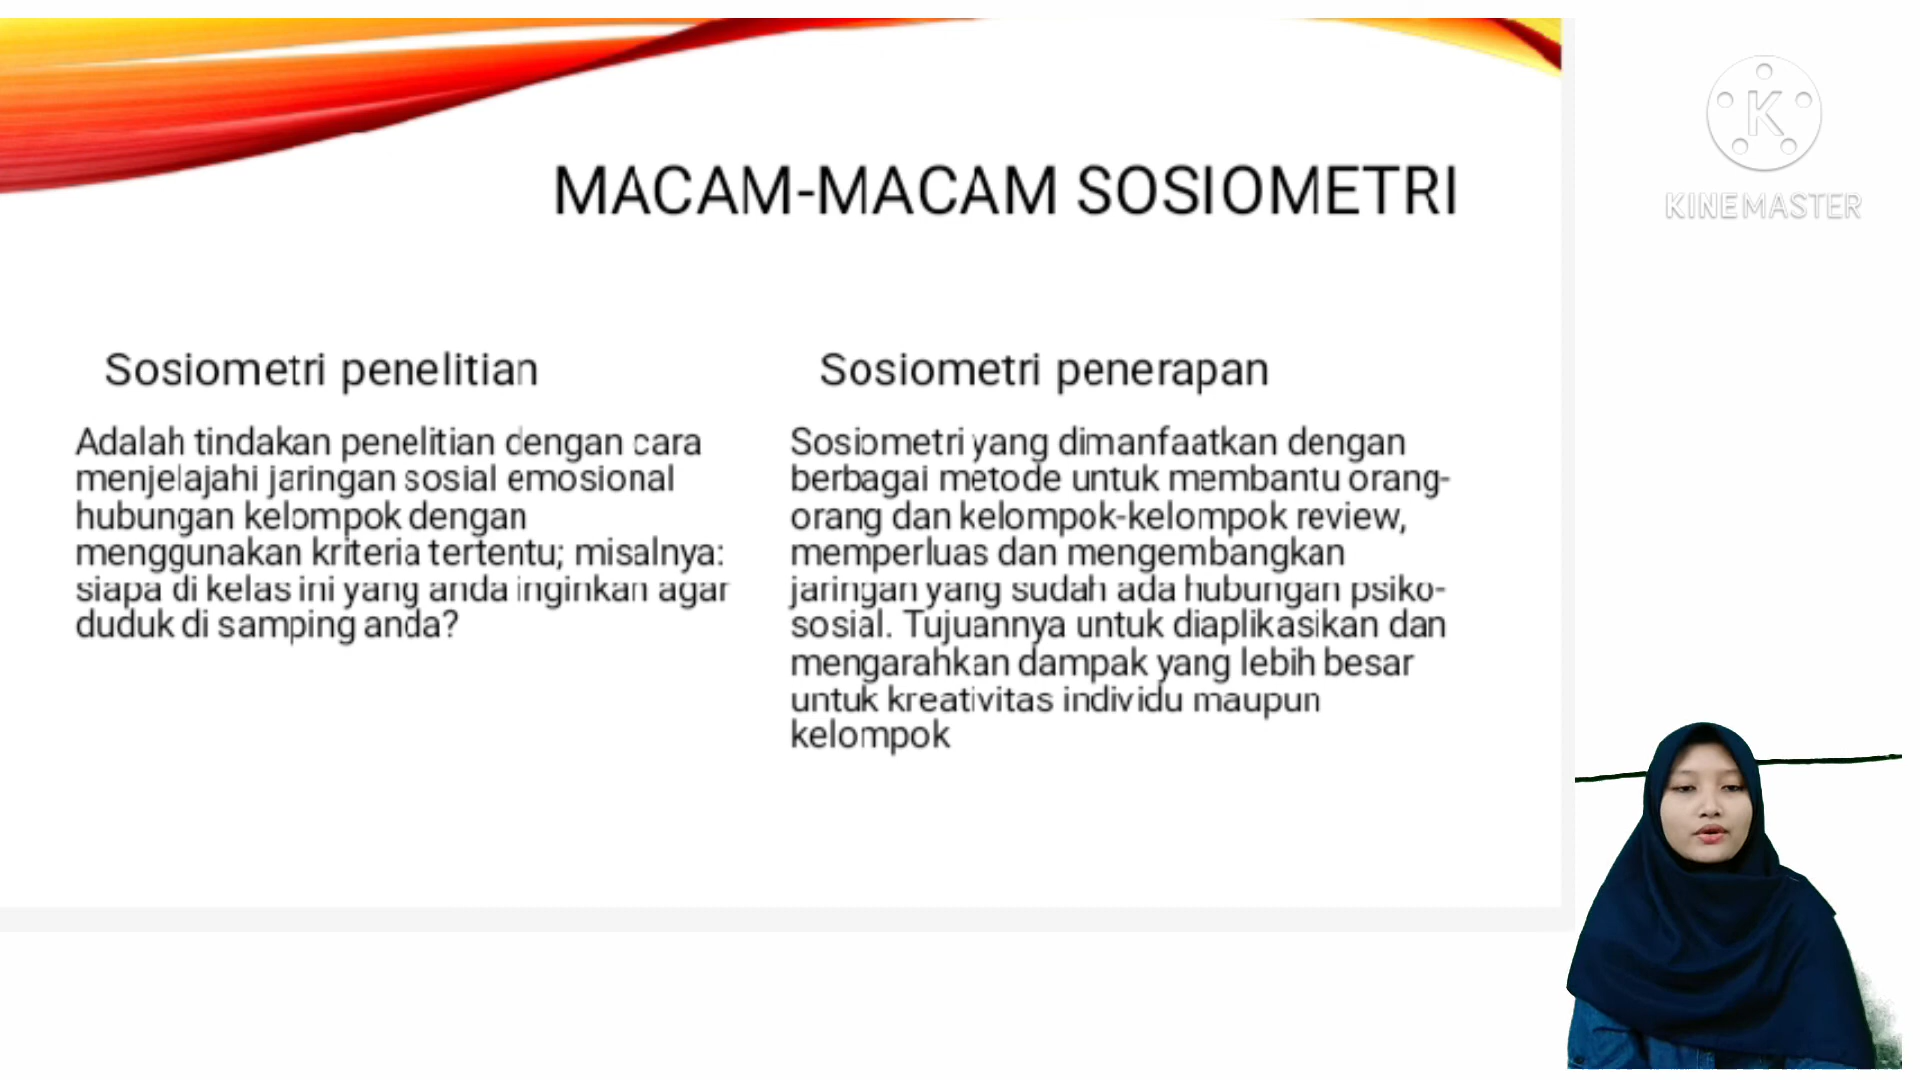 MACAM-MACAM SOSIOMETRI
Sosiometri penelitian
Adalah tindakan penelitian dengan cara
menjelajahi jaringan sosial emosional
hubungan kelompok dengan
menggunakan kriteria tertentu; misalnya:
siapa di kelas ini yang anda inginkan agar
duduk di samping anda?
Sosiometri penerapan
Sosiometri yang dimanfaatkan dengan
berbagai metode untuk membantu orang-
orang dan kelompok-kelompok review,
memperluas dan mengembangkan
jaringan yang sudah ada hubungan psiko-
sosial. Tujuannya untuk diaplikasikan dan
mengarahkan dampak yang lebih besar
untuk kreativitas individu maupun
kelompok
K
KINEMASTER